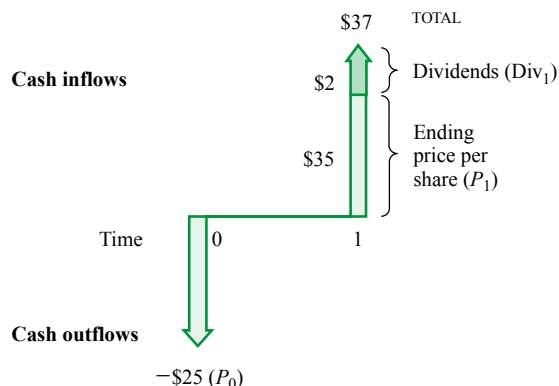 $37 TOTAL
Cash inflows
$2
Dividends (Div₁)
$35
Ending
price per
share (P₁)
Time 0 1
Cash outflows
−$25 (P₀)